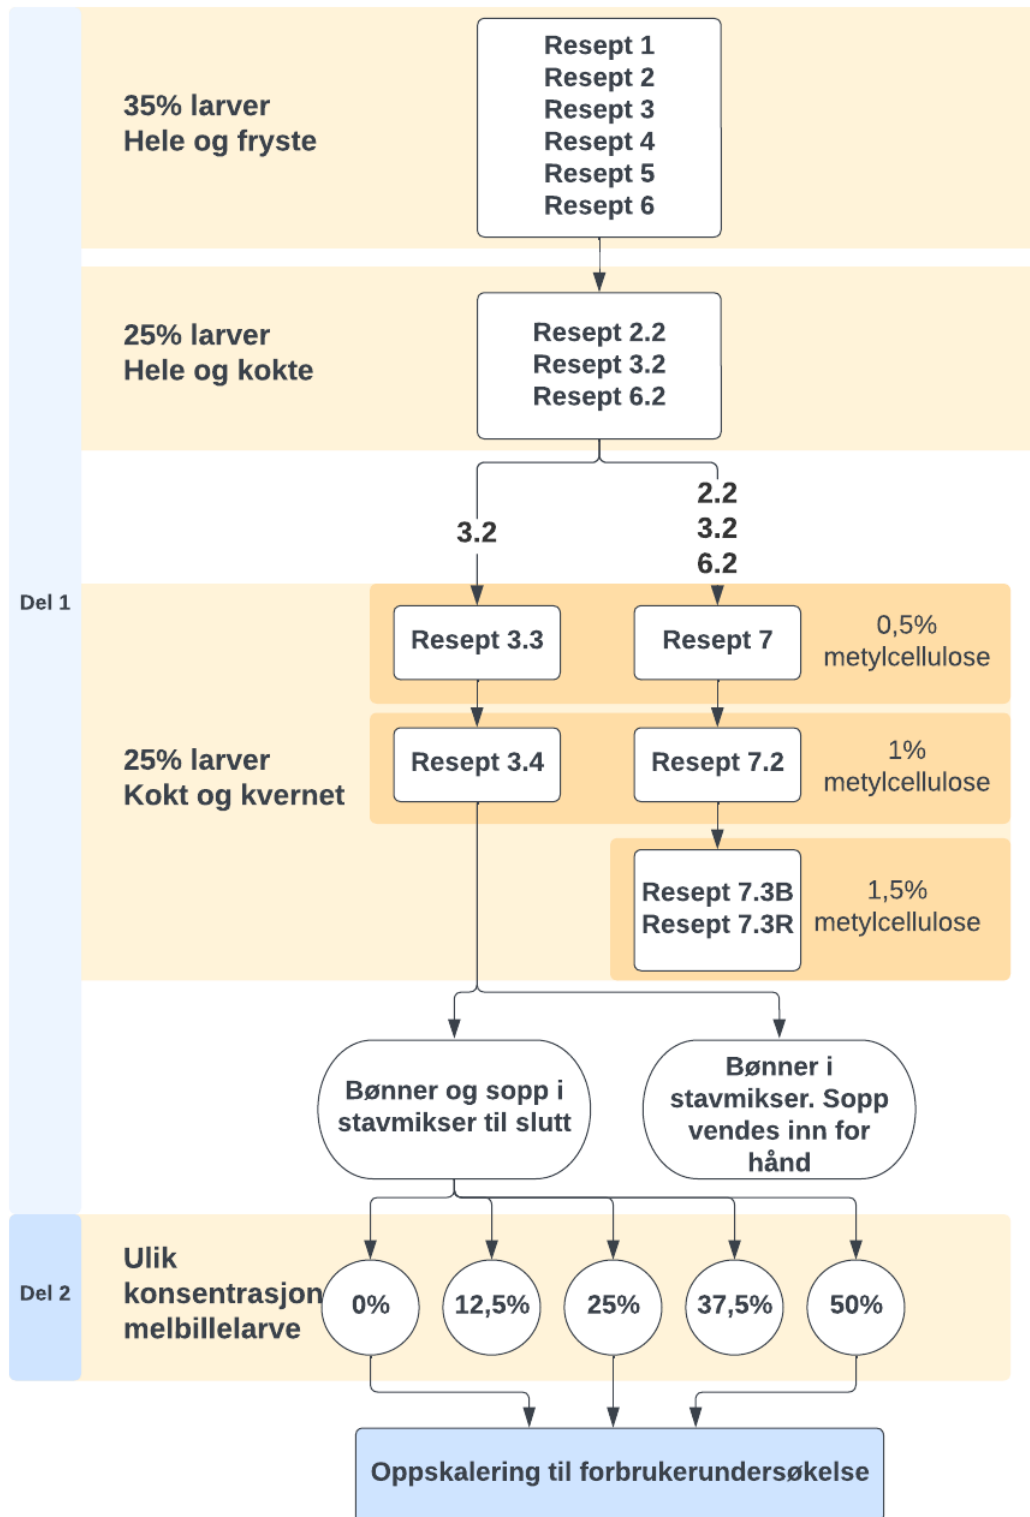 35% larver
Hele og fryste
Resept 1
Resept 2
Resept 3
Resept 4
Resept 5
Resept 6
25% larver
Hele og kokte
Resept 2.2
Resept 3.2
Resept 6.2
3.2
2.2
3.2
6.2
Del 1
25% larver
Kokt og kvernet
Resept 3.3
Resept 7
0,5%
metylcellulose
Resept 3.4
Resept 7.2
1%
metylcellulose
Resept 7.3B
Resept 7.3R
1,5%
metylcellulose
Bønner og sopp i
stavmikser til slutt
Bønner i
stavmikser. Sopp
vendes inn for
hånd
Del 2
Ulik
konsentrasjon
melbillelarve
0%
12,5%
25%
37,5%
50%
Oppskalering til forbrukerundersøkelse